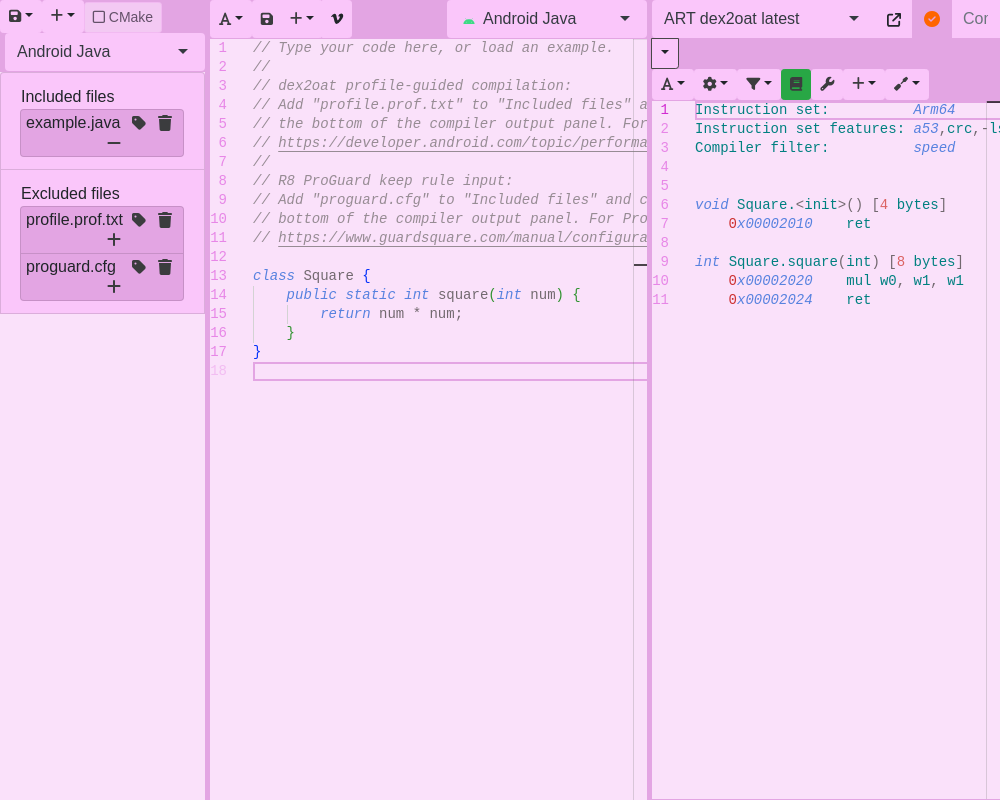 CMake
Android Java
Included files
example.java
Excluded files
profile.prof.txt
proguard.cfg
Android Java
1 // Type your code here, or load an example.
2 //
3 // dex2oat profile-guided compilation:
4 // Add "profile.prof.txt" to "Included files" a
5 // the bottom of the compiler output panel. For
6 // https://developer.android.com/topic/performa
7 //
8 // R8 ProGuard keep rule input:
9 // Add "proguard.cfg" to "Included files" and c
10 // bottom of the compiler output panel. For Pro
11 // https://www.guardsquare.com/manual/configura
12
13 class Square {
14     public static int square(int num) {
15         return num * num;
16     }
17 }
18
ART dex2oat latest
Cor
A
1 Instruction set:          Arm64
2 Instruction set features: a53,crc,-ls
3 Compiler filter:          speed
4
5
6 void Square.<init>() [4 bytes]
7     0x00002010    ret
8
9 int Square.square(int) [8 bytes]
10     0x00002020    mul w0, w1, w1
11     0x00002024    ret